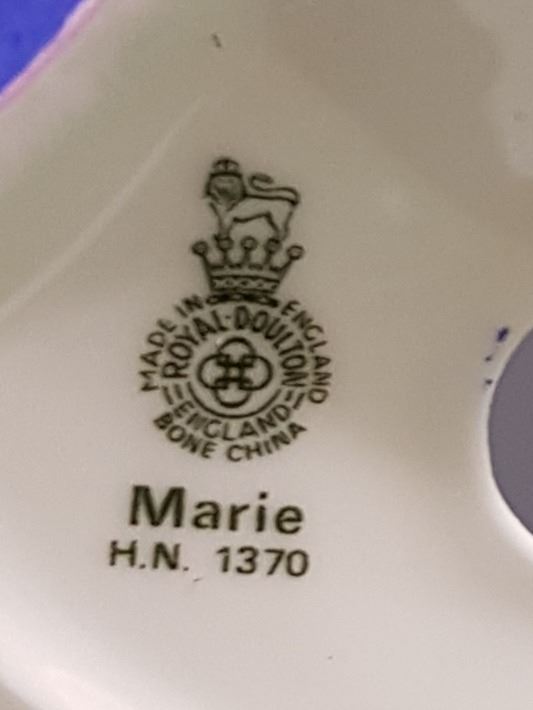 MADE IN ENGLAND
ROYAL·DOULTON
ENGLAND
BONE CHINA
Marie
H.N. 1370